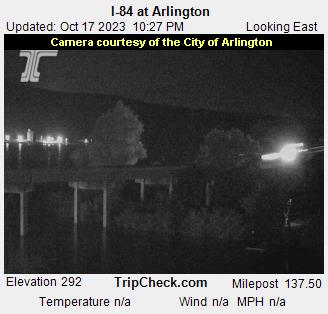 I-84 at Arlington
Updated: Oct 17 2023 10:27 PM Looking East
Camera courtesy of the City of Arlington
Elevation 292 TripCheck.com Milepost 137.50
Temperature n/a Wind n/a MPH n/a